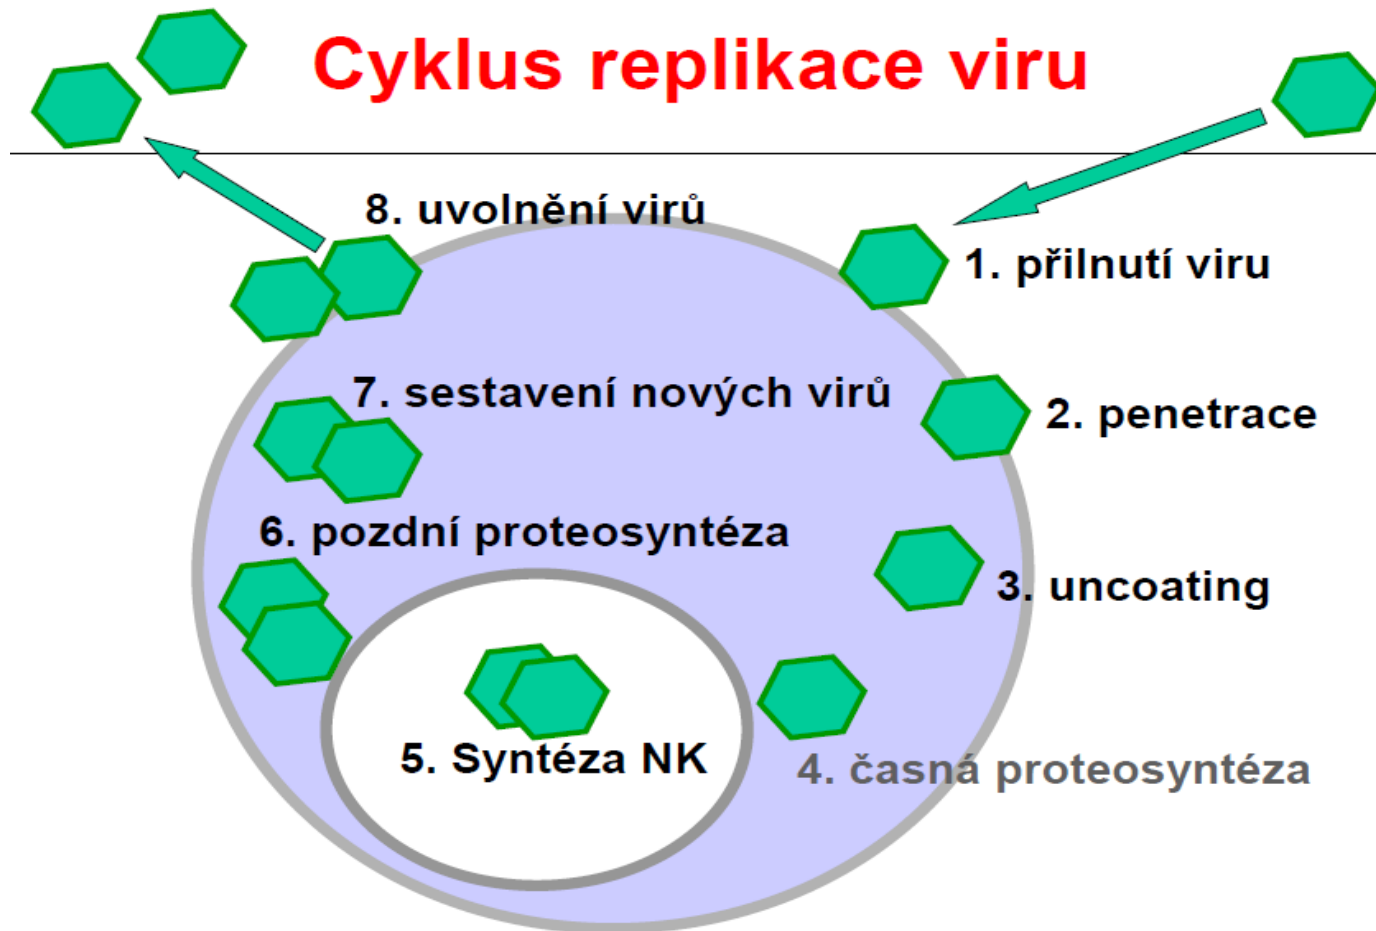 Cyklus replikace viru
8. uvolnění virů
1. přilnutí viru
7. sestavení nových virů
2. penetrace
6. pozdní proteosyntéza
3. uncoating
5. Syntéza NK
4. časná proteosyntéza